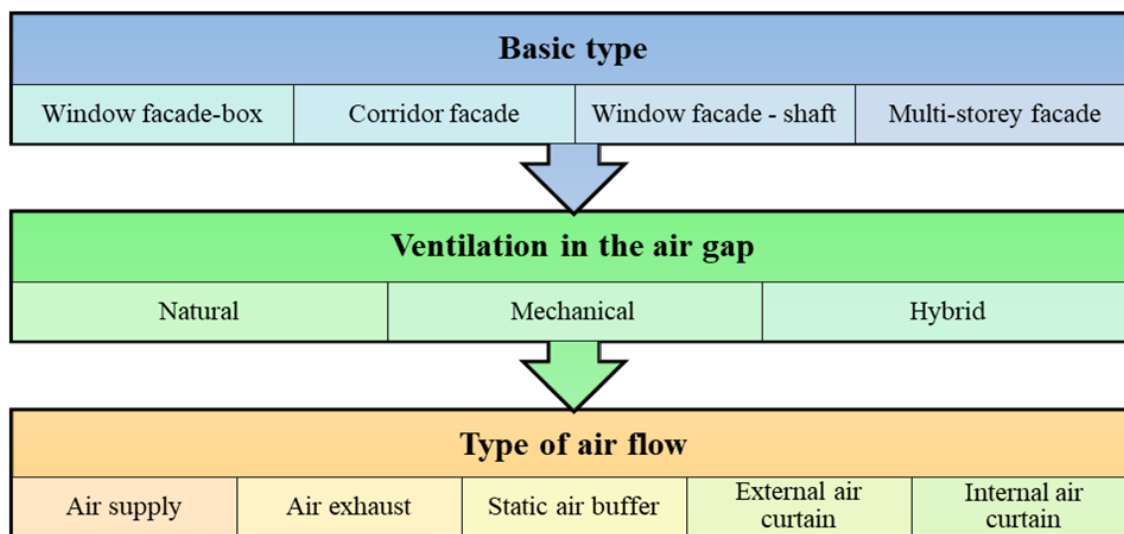 Basic type
Window facade-box Corridor facade Window facade - shaft Multi-storey facade
Ventilation in the air gap
Natural Mechanical Hybrid
Type of air flow
Air supply Air exhaust Static air buffer External air curtain Internal air curtain